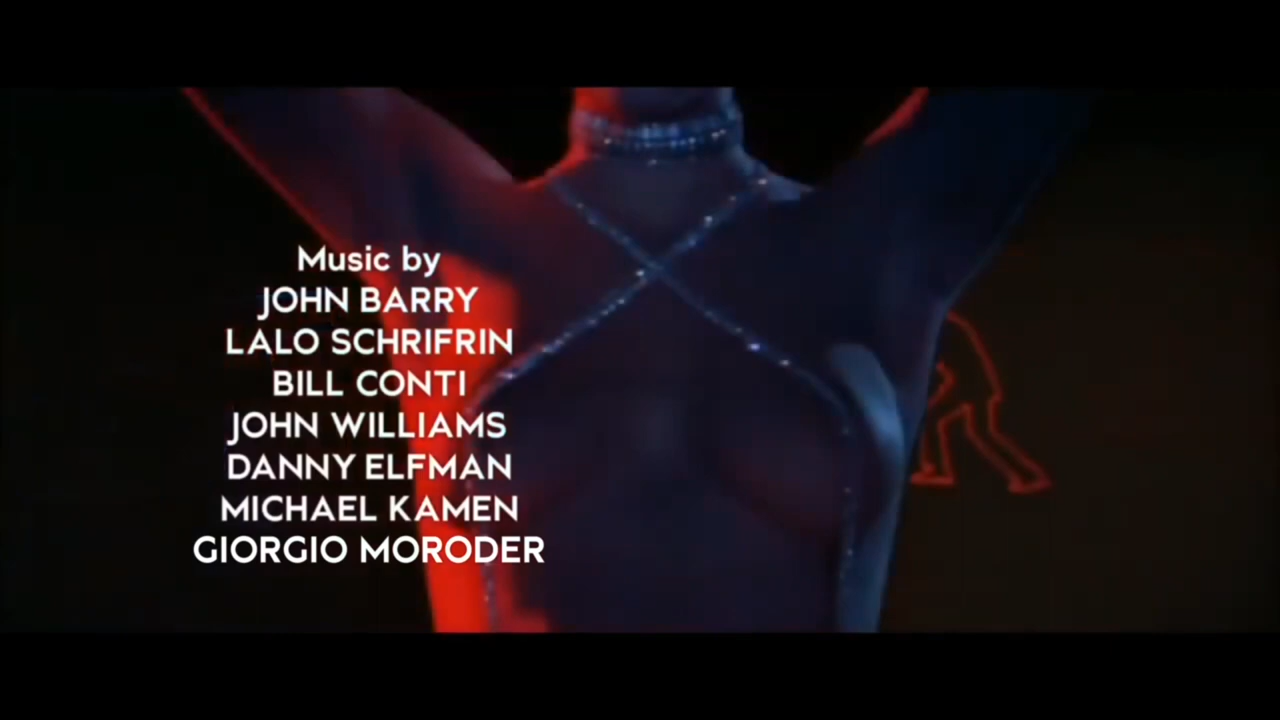 Music by
JOHN BARRY
LALO SCHRIFRIN
BILL CONTI
JOHN WILLIAMS
DANNY ELFMAN
MICHAEL KAMEN
GIORGIO MORODER